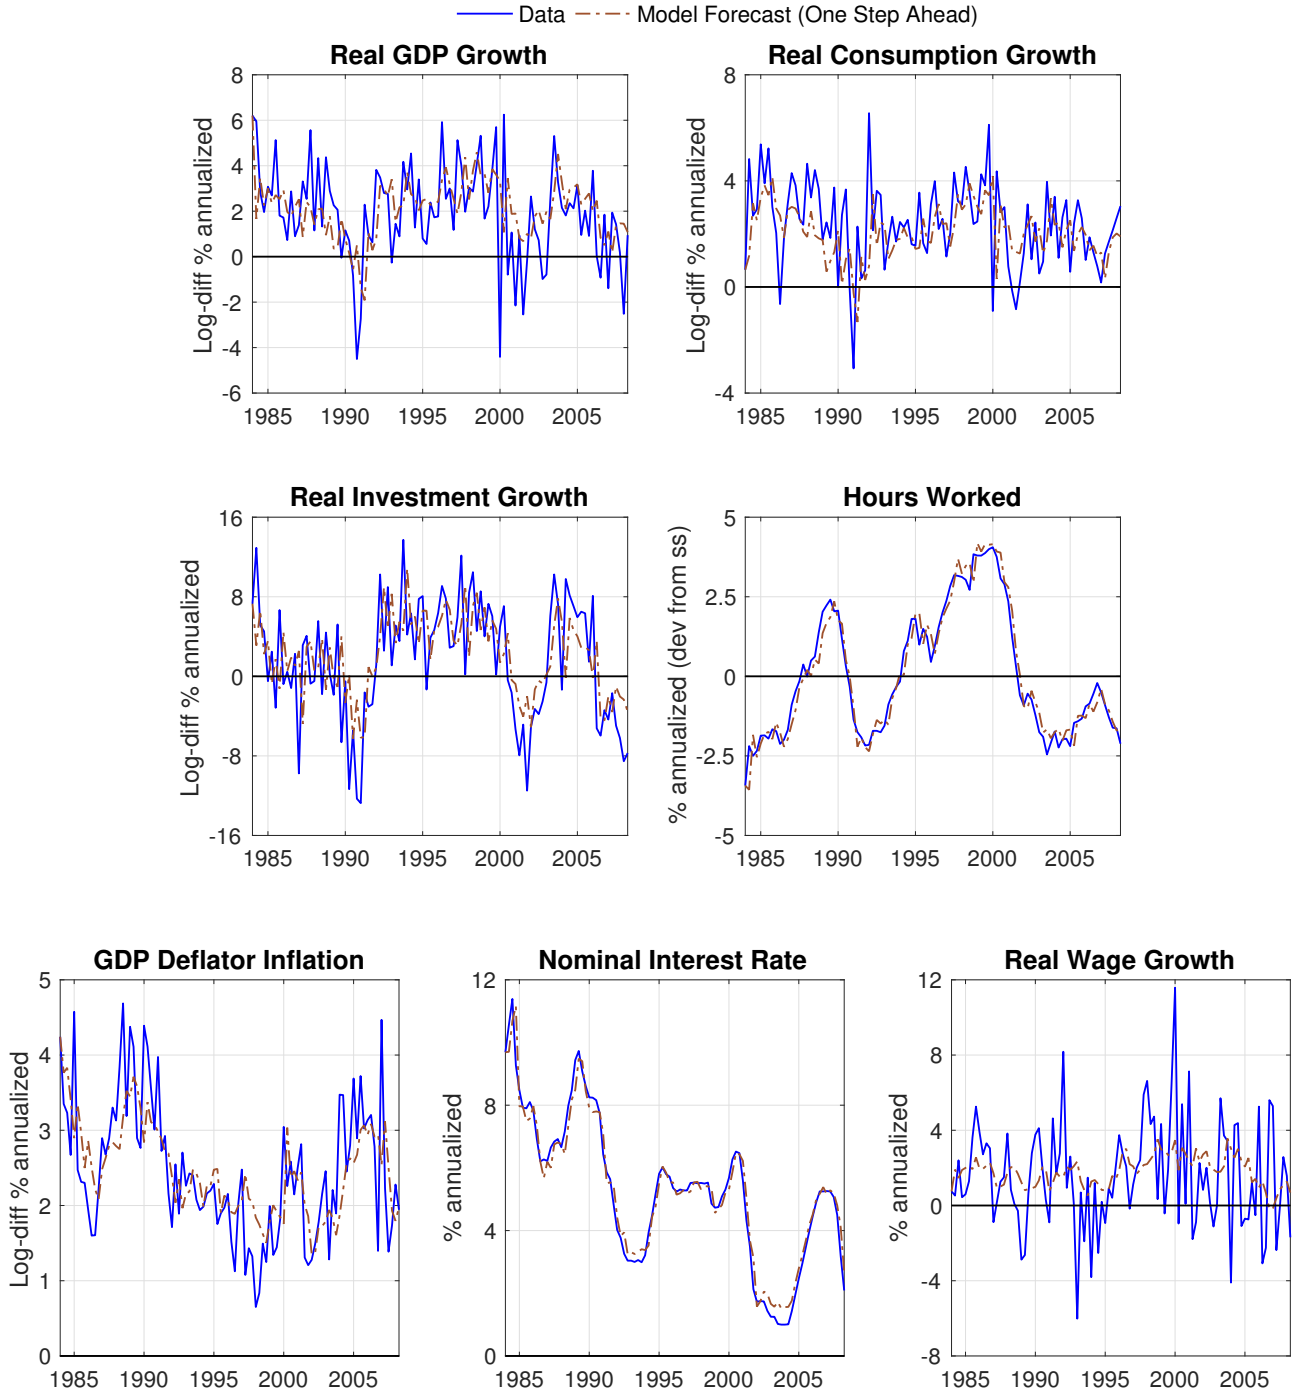 Data Model Forecast (One Step Ahead)
Real GDP Growth
Log-diff % annualized
8
6
4
2
0
-2
-4
-6
1985 1990 1995 2000 2005
Real Consumption Growth
Log-diff % annualized
8
4
0
-4
1985 1990 1995 2000 2005
Real Investment Growth
Log-diff % annualized
16
8
0
-8
-16
1985 1990 1995 2000 2005
Hours Worked
% annualized (dev from ss)
5
2.5
0
-2.5
-5
1985 1990 1995 2000 2005
GDP Deflator Inflation
Log-diff % annualized
5
4
3
2
1
0
1985 1990 1995 2000 2005
Nominal Interest Rate
% annualized
12
8
4
0
1985 1990 1995 2000 2005
Real Wage Growth
% annualized
12
8
4
0
-4
-8
1985 1990 1995 2000 2005